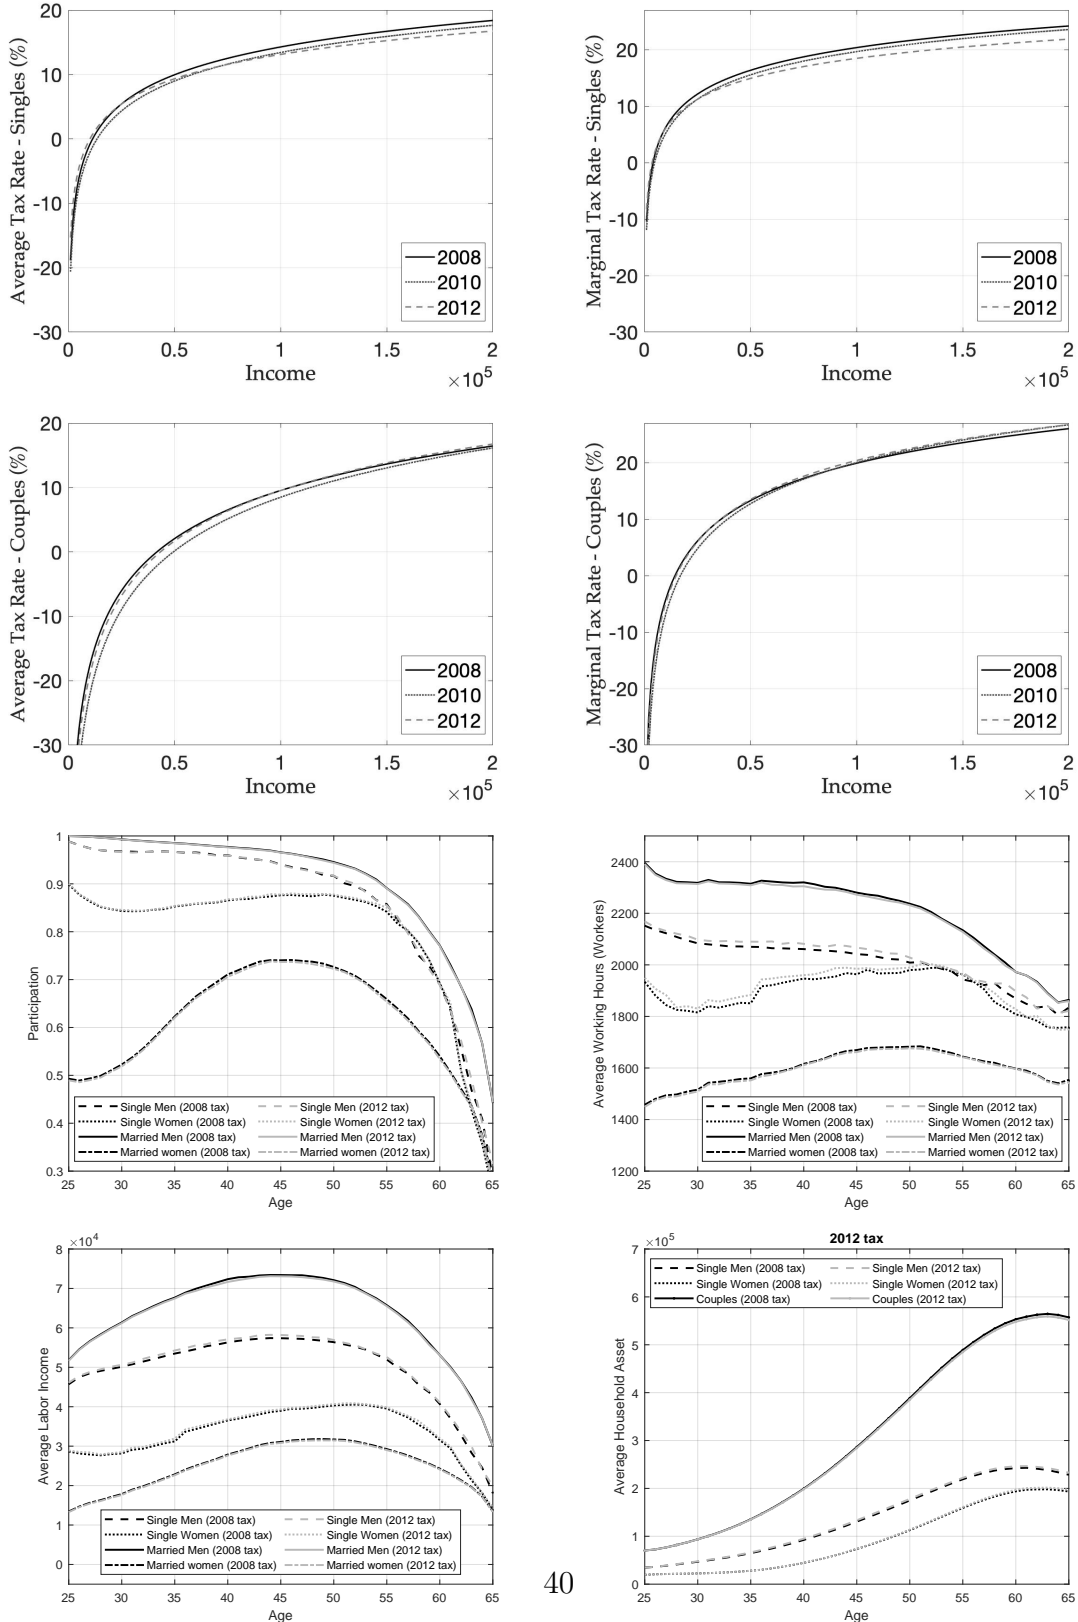 20
10
0
-10
-20
-30
Average Tax Rate - Singles (%)
2008
2010
2012
0 0.5 1 1.5 2
Income
×10⁵
20
10
0
-10
-20
-30
Marginal Tax Rate - Singles (%)
2008
2010
2012
0 0.5 1 1.5 2
Income
×10⁵
20
10
0
-10
-20
-30
Average Tax Rate - Couples (%)
2008
2010
2012
0 0.5 1 1.5 2
Income
×10⁵
20
10
0
-10
-20
-30
Marginal Tax Rate - Couples (%)
2008
2010
2012
0 0.5 1 1.5 2
Income
×10⁵
1
0.9
0.8
0.7
0.6
0.5
0.4
0.3
Participation
Single Men (2008 tax) Single Men (2012 tax)
Single Women (2008 tax) Single Women (2012 tax)
Married Men (2008 tax) Married Men (2012 tax)
Married women (2008 tax) Married women (2012 tax)
25 30 35 40 45 50 55 60 65
Age
2400
2200
2000
1800
1600
1400
1200
Average Working Hours (Workers)
Single Men (2008 tax) Single Men (2012 tax)
Single Women (2008 tax) Single Women (2012 tax)
Married Men (2008 tax) Married Men (2012 tax)
Married women (2008 tax) Married women (2012 tax)
25 30 35 40 45 50 55 60 65
Age
×10⁴
8
7
6
5
4
3
2
1
0
Average Labor Income
Single Men (2008 tax) Single Men (2012 tax)
Single Women (2008 tax) Single Women (2012 tax)
Married Men (2008 tax) Married Men (2012 tax)
Married women (2008 tax) Married women (2012 tax)
25 30 35 40 45 50 55 60 65
Age
2012 tax
×10⁵
7
6
5
4
3
2
1
0
Average Household Asset
Single Men (2008 tax) Single Men (2012 tax)
Single Women (2008 tax) Single Women (2012 tax)
Couples (2008 tax) Couples (2012 tax)
25 30 35 40 45 50 55 60 65
Age
40